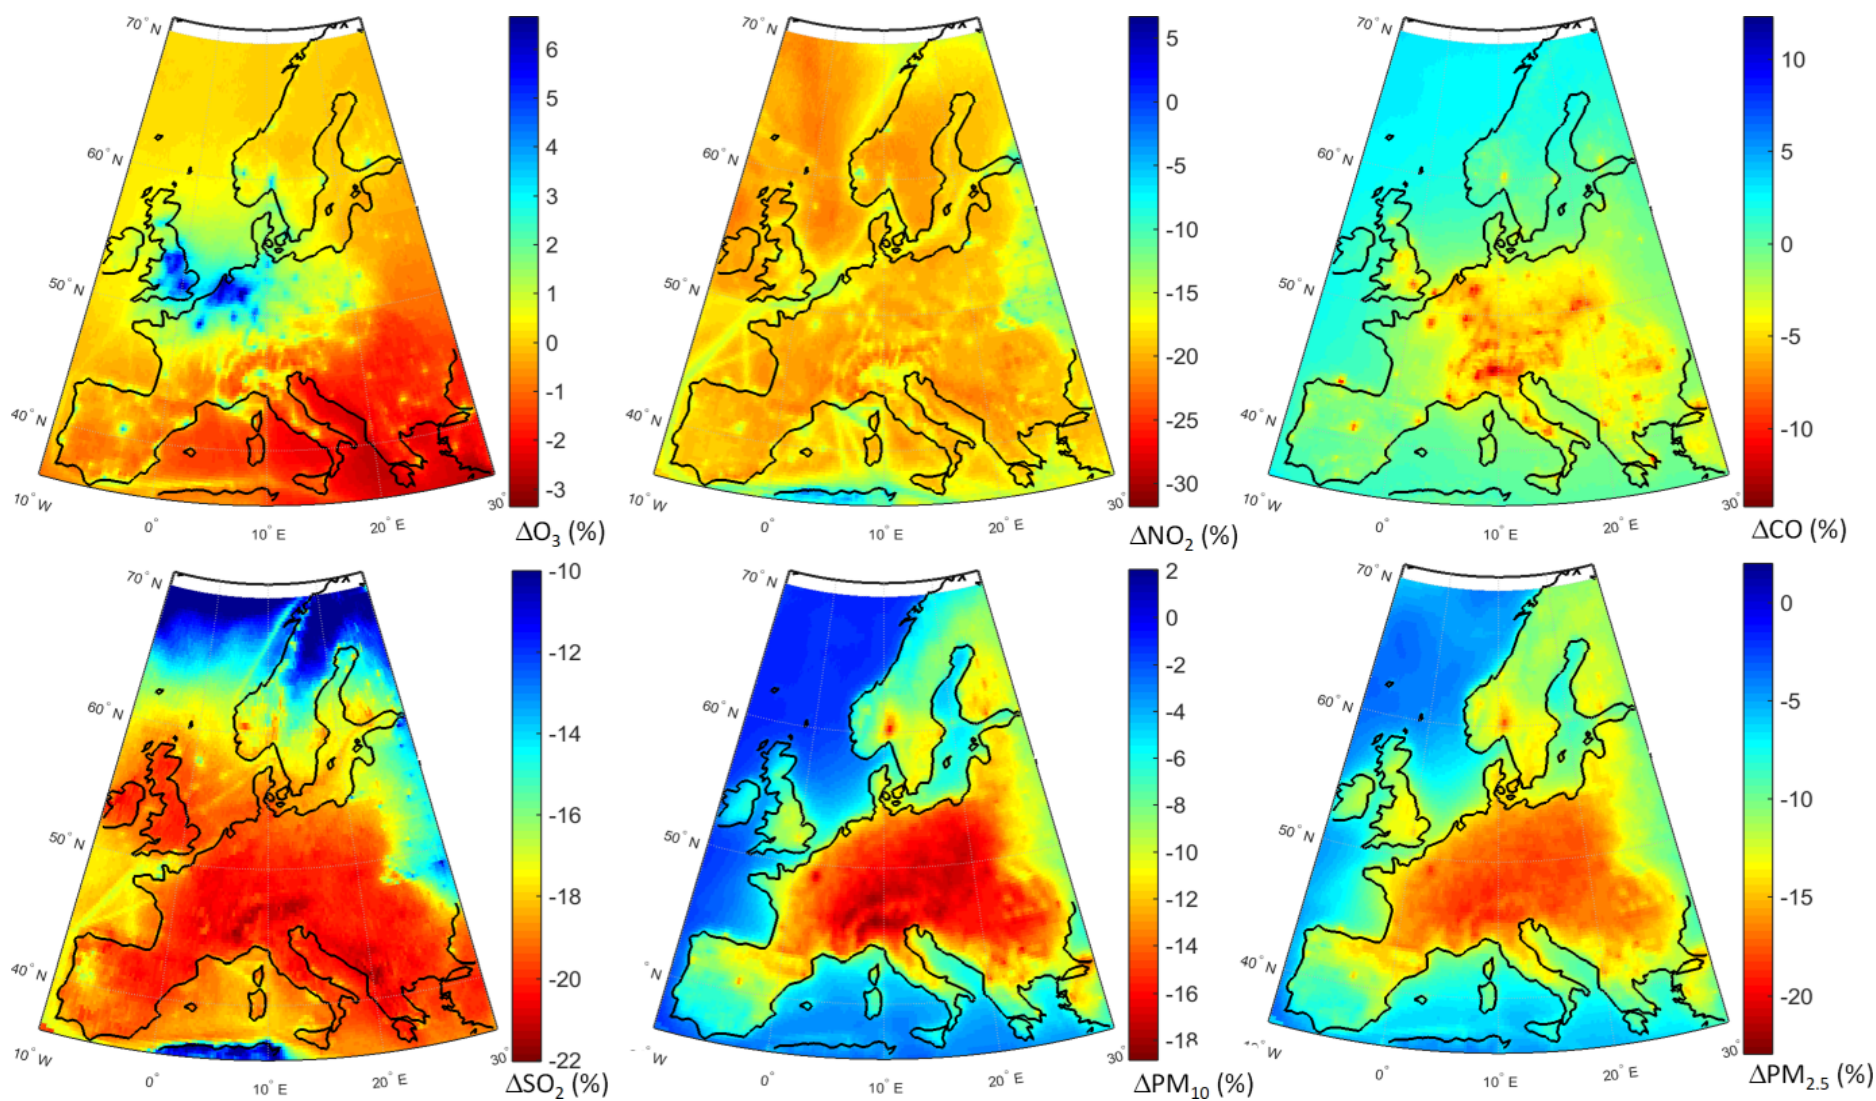 70° N
60° N
50° N
40° N
10° W
0°
10° E
20° E
30°
6
5
4
3
2
1
0
-1
-2
-3
ΔO₃ (%)
70° N
60° N
50° N
40° N
10° W
0°
10° E
20° E
30°
5
0
-5
-10
-15
-20
-25
-30
ΔNO₂ (%)
70° N
60° N
50° N
40° N
10° W
0°
10° E
20° E
30°
10
5
0
-5
-10
ΔCO (%)
70° N
60° N
50° N
40° N
10° W
0°
10° E
20° E
30°
-10
-12
-14
-16
-18
-20
-22
ΔSO₂ (%)
70° N
60° N
50° N
° N
° W
0°
10° E
20° E
30°
2
0
-2
-4
-6
-8
-10
-12
-14
-16
-18
ΔPM₁₀ (%)
70° N
60° N
50° N
40° N
° W
0°
10° E
20° E
30°
0
-5
-10
-15
-20
ΔPM₂.₅ (%)